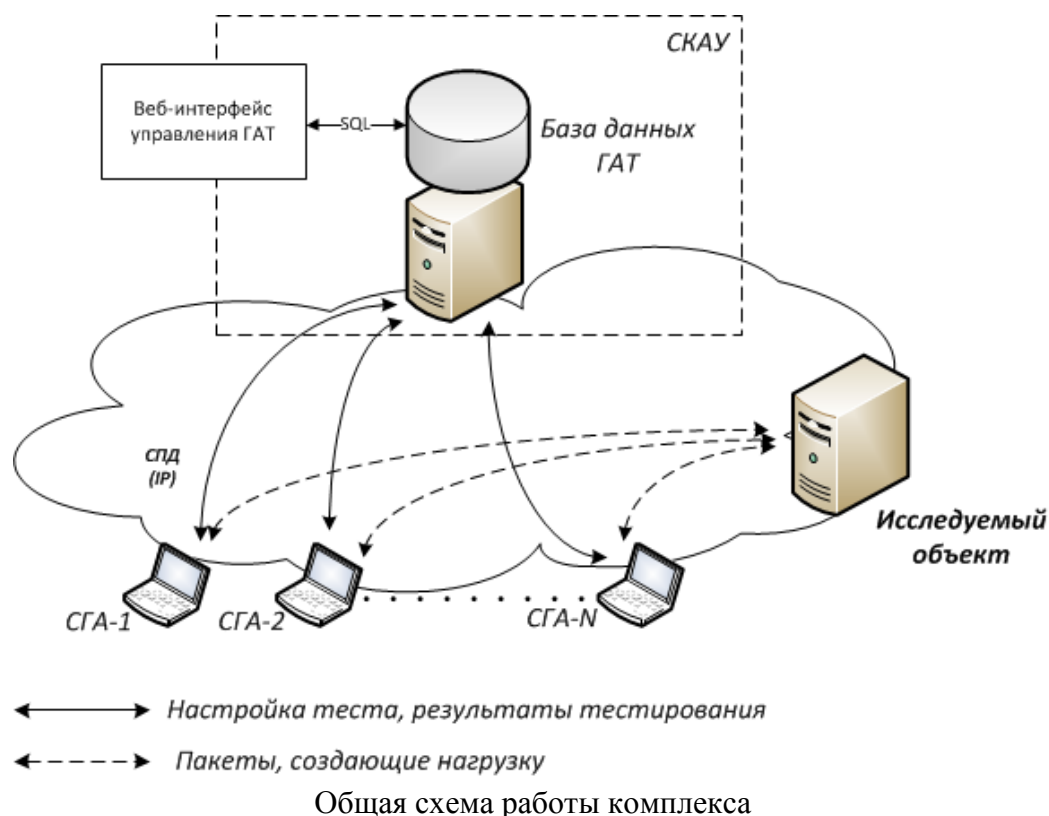 СКАУ
Веб-интерфейс
управления ГАТ
SQL
База данных
ГАТ
СПД
(IP)
Исследуемый
объект
СГА-1
СГА-2
СГА-N
Настройка теста, результаты тестирования
Пакеты, создающие нагрузку
Общая схема работы комплекса